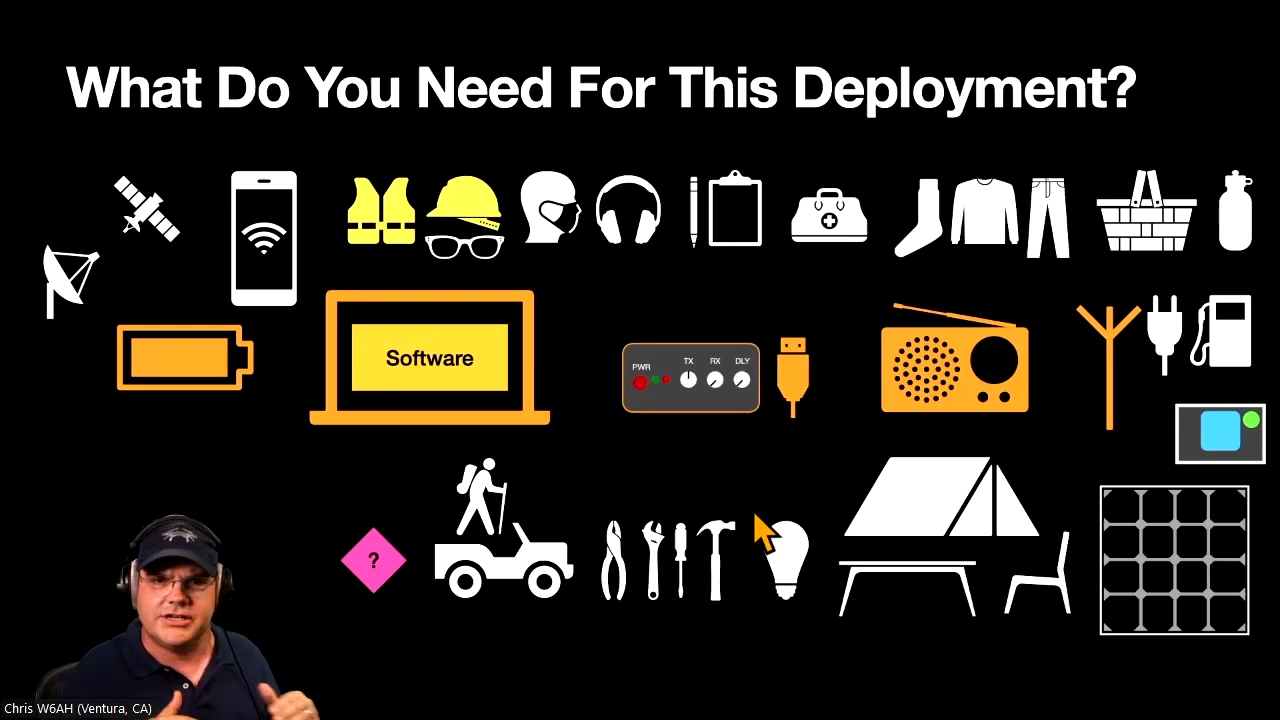 What Do You Need For This Deployment?
Software
PWR
TX
RX
DLY
?
Chris W6AH (Ventura, CA)